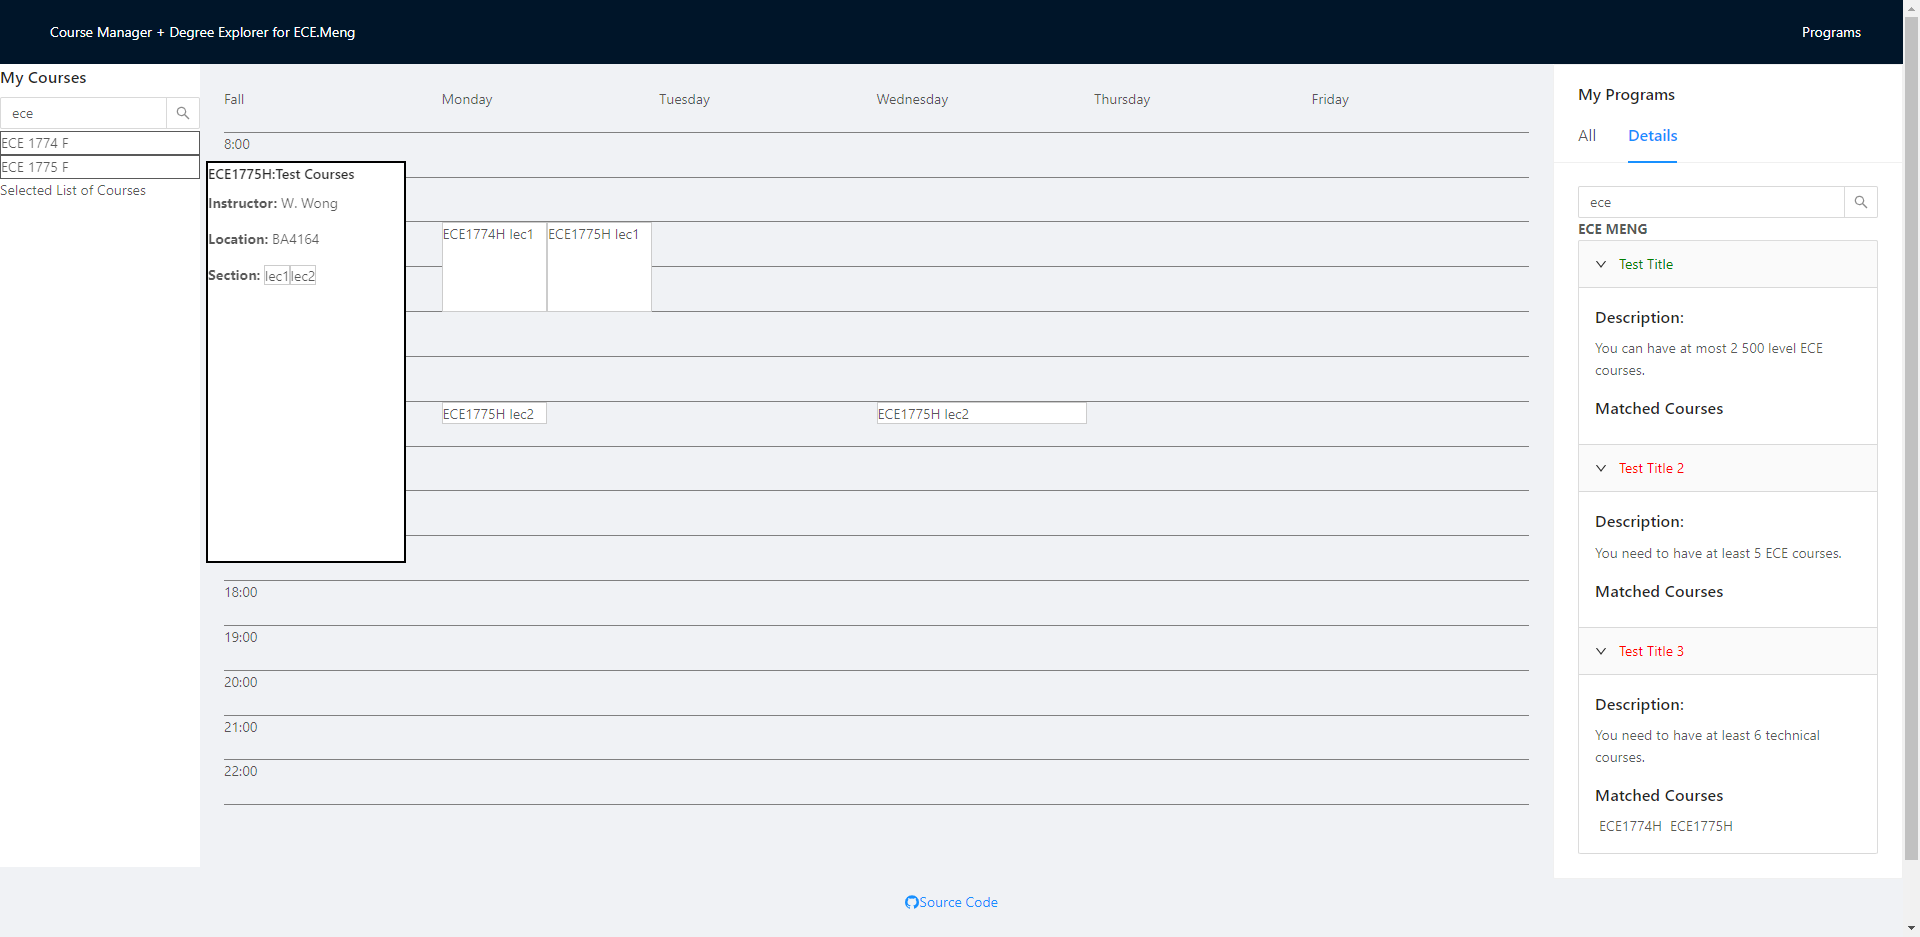 Course Manager + Degree Explorer for ECE.Meng
Programs
My Courses
ece
ECE 1774 F
ECE 1775 F
Selected List of Courses
Fall Monday Tuesday Wednesday Thursday Friday
8:00
ECE1775H:Test Courses
Instructor: W. Wong
Location: BA4164
Section: lec1 lec2
ECE1774H lec1
ECE1775H lec1
ECE1775H lec2
ECE1775H lec2
18:00
19:00
20:00
21:00
22:00
My Programs
All Details
ece
ECE MENG
Test Title
Description:
You can have at most 2 500 level ECE
courses.
Matched Courses
Test Title 2
Description:
You need to have at least 5 ECE courses.
Matched Courses
Test Title 3
Description:
You need to have at least 6 technical
courses.
Matched Courses
ECE1774H ECE1775H
Source Code